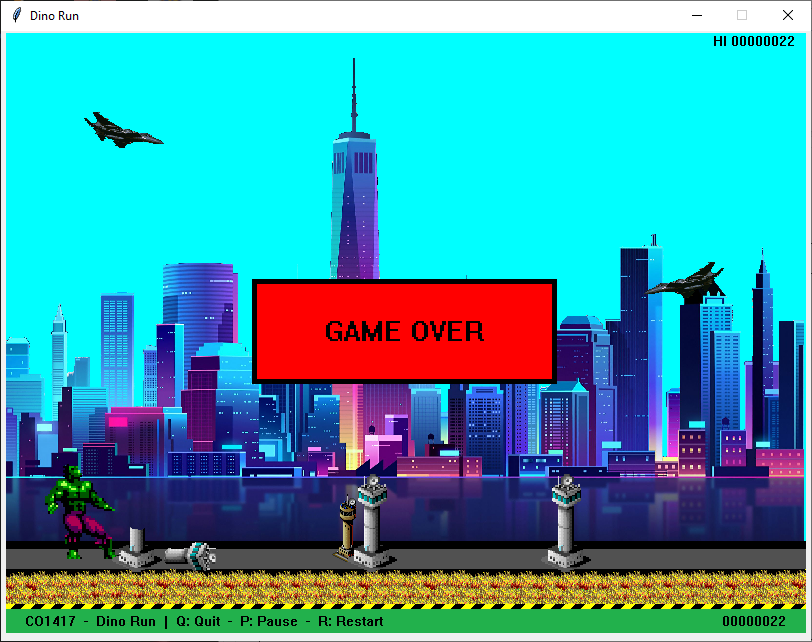 Dino Run
HI 00000022
GAME OVER
CO1417 - Dino Run | Q: Quit - P: Pause - R: Restart
00000022